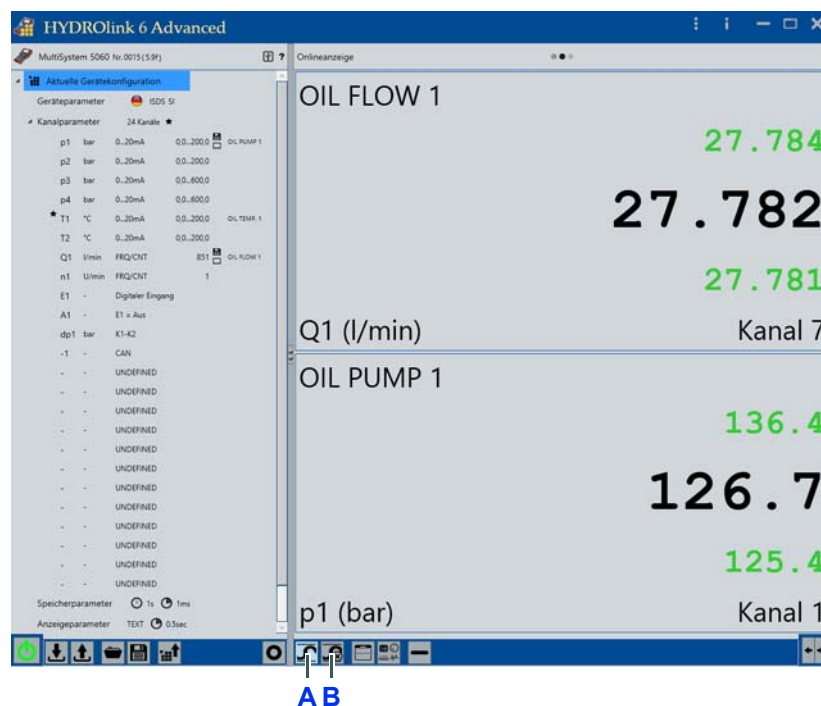 HYDROlink 6 Advanced
MultiSystem 5060 Nr.0015 (5.9f)
?
Onlineanzeige
Aktuelle Gerätekonfiguration
Geräteparameter ISDS SI
Kanalparameter 24 Kanäle ★
p1 bar 0..20mA 0,0...200,0 OIL PUMP 1
p2 bar 0..20mA 0,0...200,0
p3 bar 0..20mA 0,0...600,0
p4 bar 0..20mA 0,0...600,0
★ T1 °C 0..20mA 0,0...200,0 OIL TEMP. 1
T2 °C 0..20mA 0,0...200,0
Q1 l/min FRQ/CNT 851 OIL FLOW 1
n1 U/min FRQ/CNT 1
E1 - Digitaler Eingang
A1 - E1 = Aus
dp1 bar K1-K2
-1 - CAN
- - UNDEFINED
- - UNDEFINED
- - UNDEFINED
- - UNDEFINED
- - UNDEFINED
- - UNDEFINED
- - UNDEFINED
- - UNDEFINED
- - UNDEFINED
- - UNDEFINED
- - UNDEFINED
- - UNDEFINED
Speicherparameter 1s 1ms
Anzeigeparameter TEXT 0.5sec
OIL FLOW 1
27.784
27.782
27.781
Q1 (l/min) Kanal 7
OIL PUMP 1
136.4
126.7
125.4
p1 (bar) Kanal 1
A B